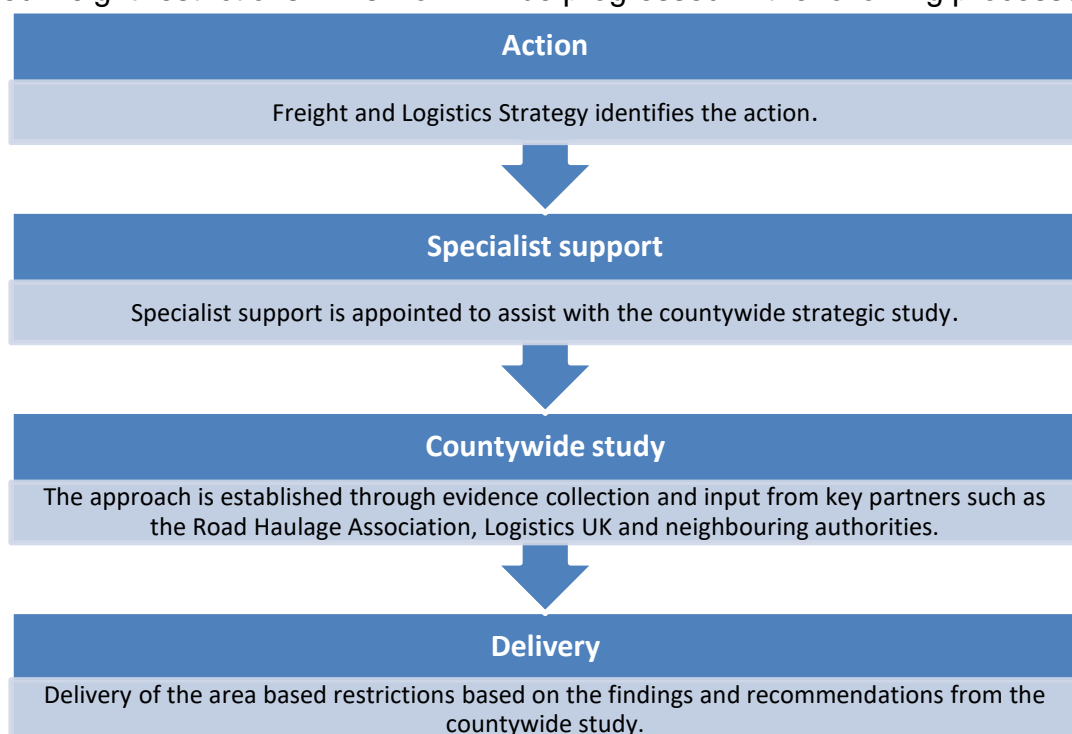 Action
Freight and Logistics Strategy identifies the action.
Specialist support
Specialist support is appointed to assist with the countywide strategic study.
Countywide study
The approach is established through evidence collection and input from key partners such as
the Road Haulage Association, Logistics UK and neighbouring authorities.
Delivery
Delivery of the area based restrictions based on the findings and recommendations from the
countywide study.